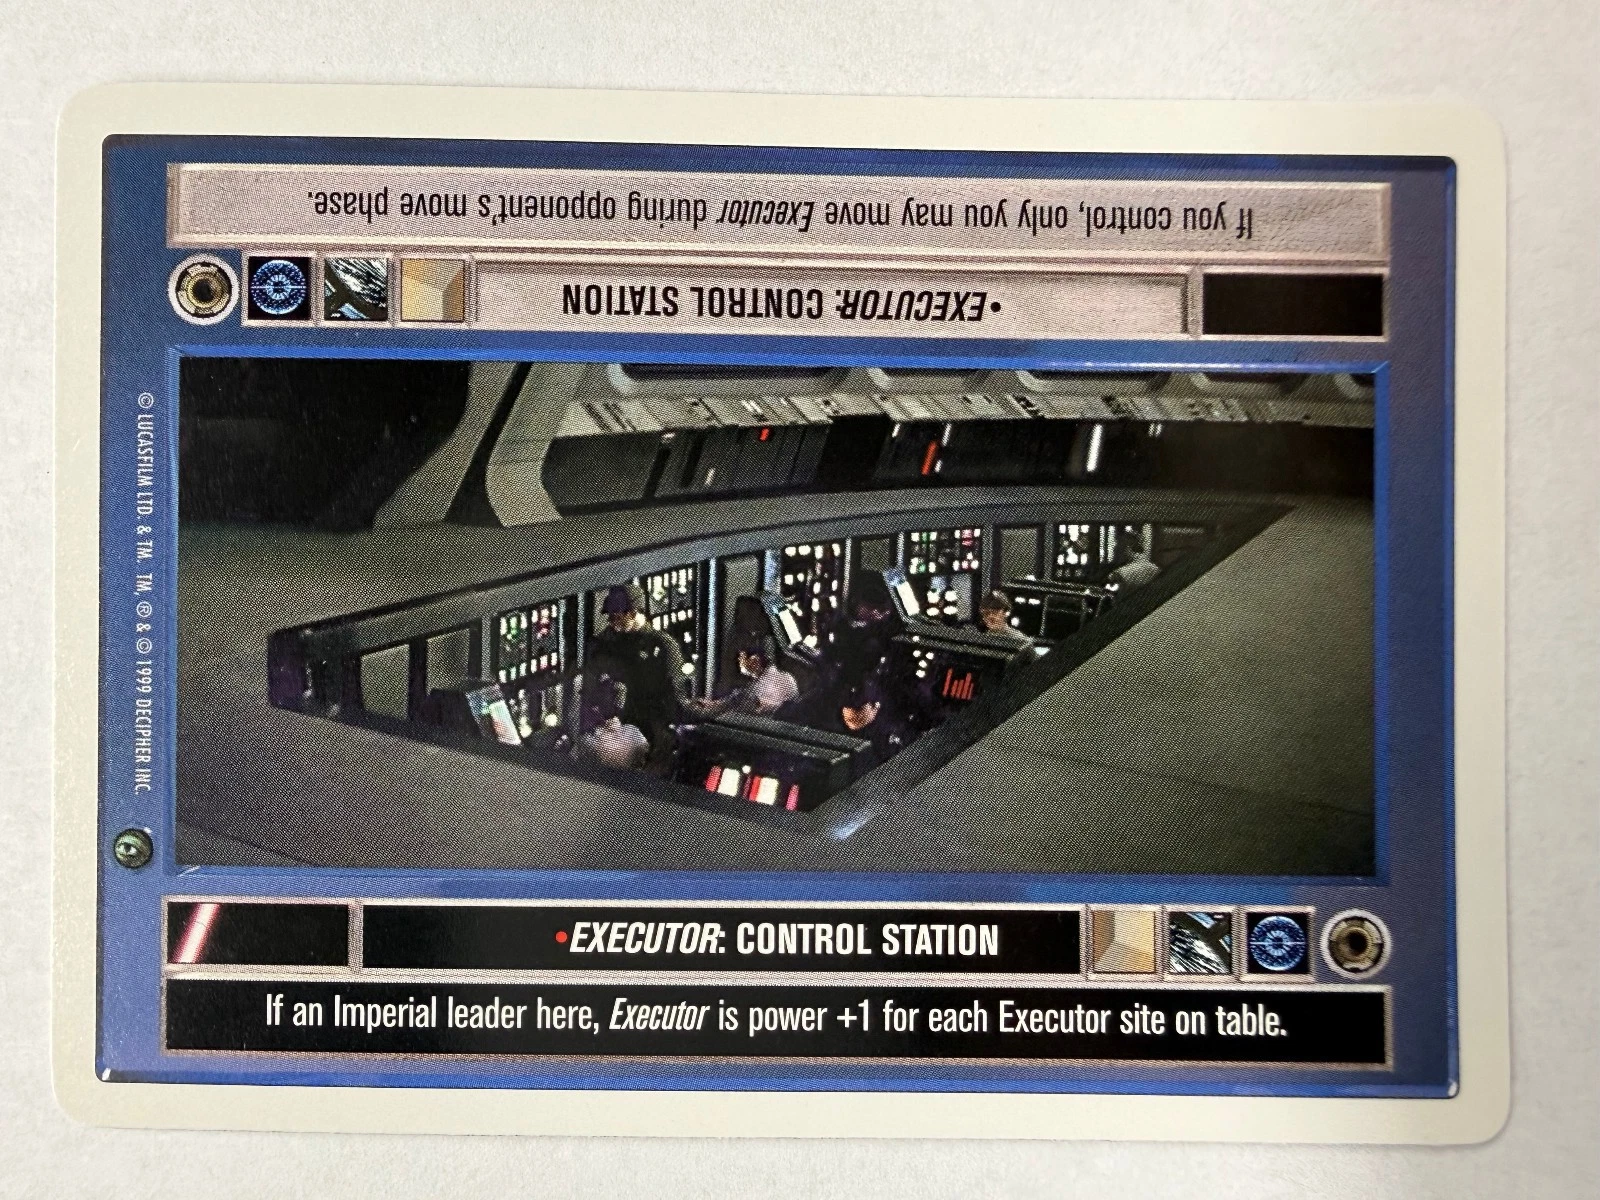 If you control, only you may move Executor during opponent's move phase.
•EXECUTOR: CONTROL STATION
© LUCASFILM LTD. & TM. TM, ® & © 1999 DECIPHER INC.
•EXECUTOR: CONTROL STATION
If an Imperial leader here, Executor is power +1 for each Executor site on table.